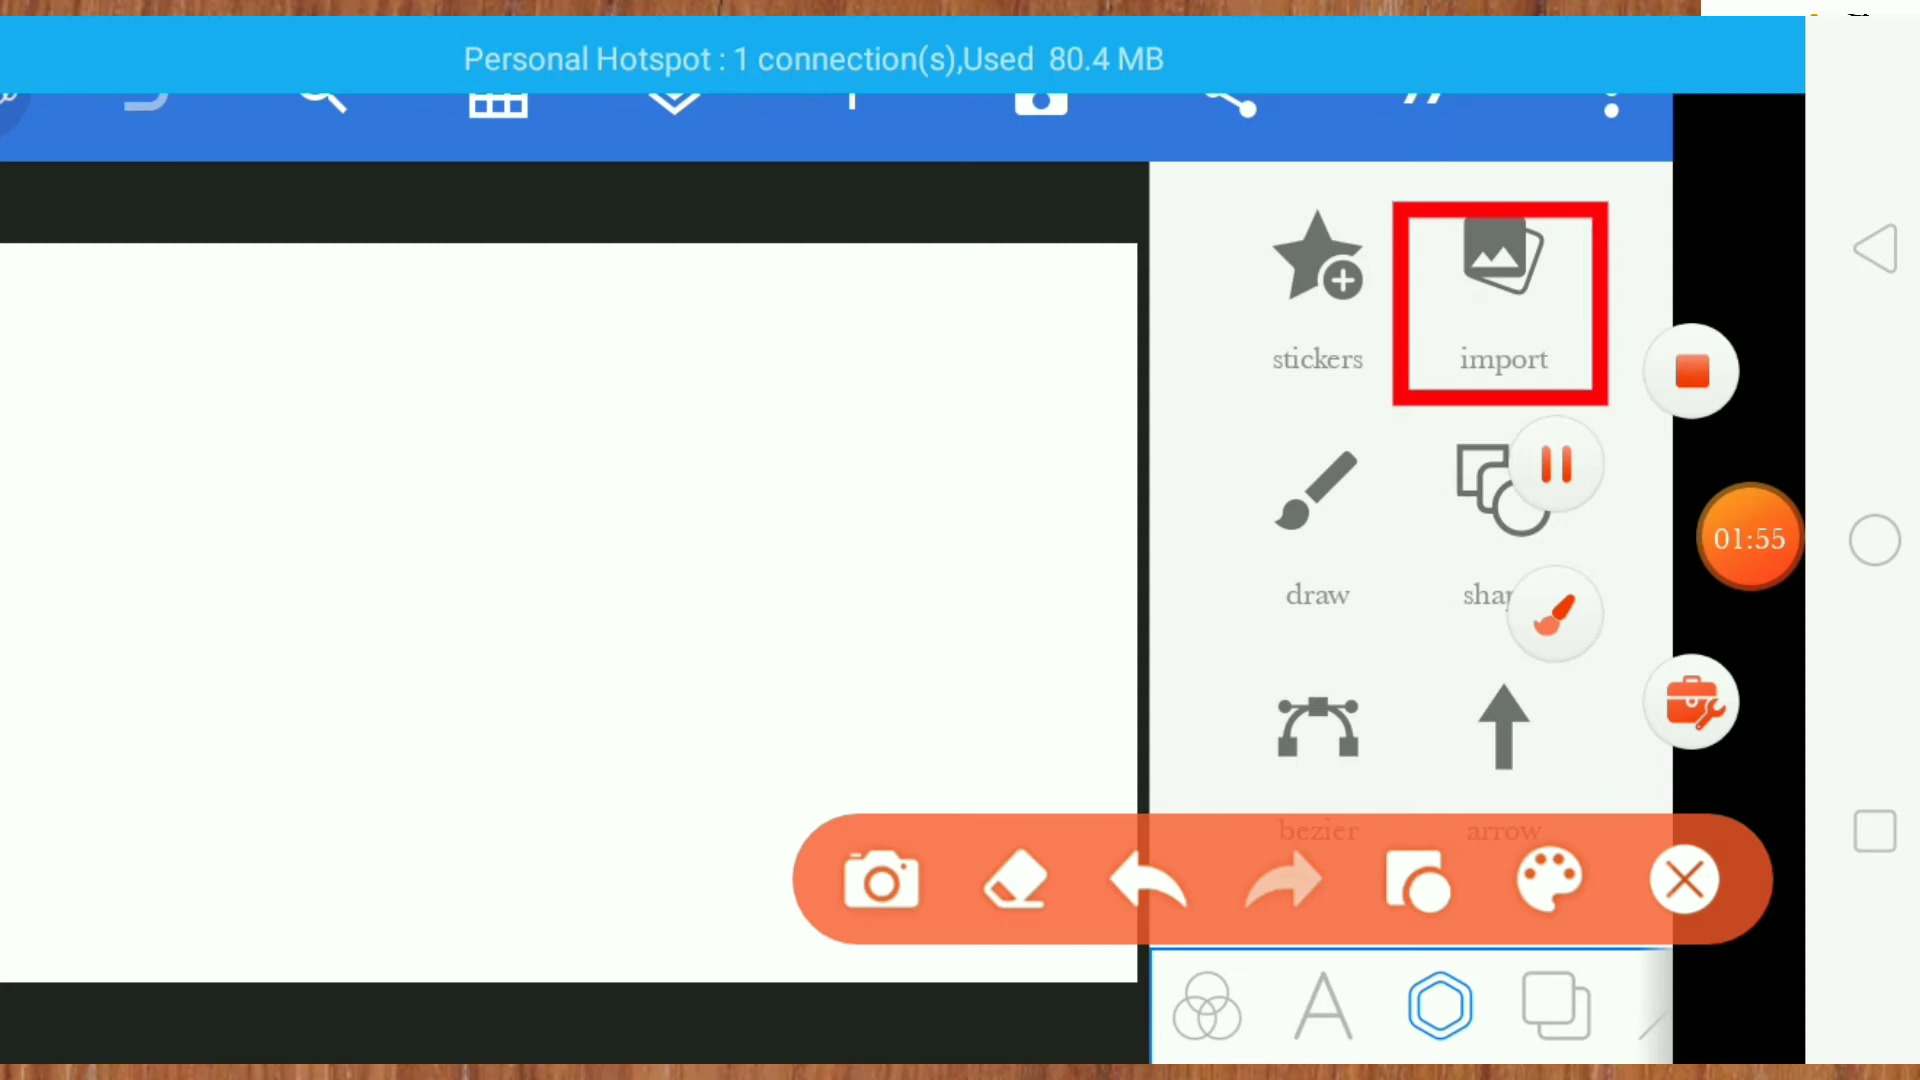 Personal Hotspot : 1 connection(s),Used 80.4 MB
stickers
import
01:55
draw
bezier
arrow